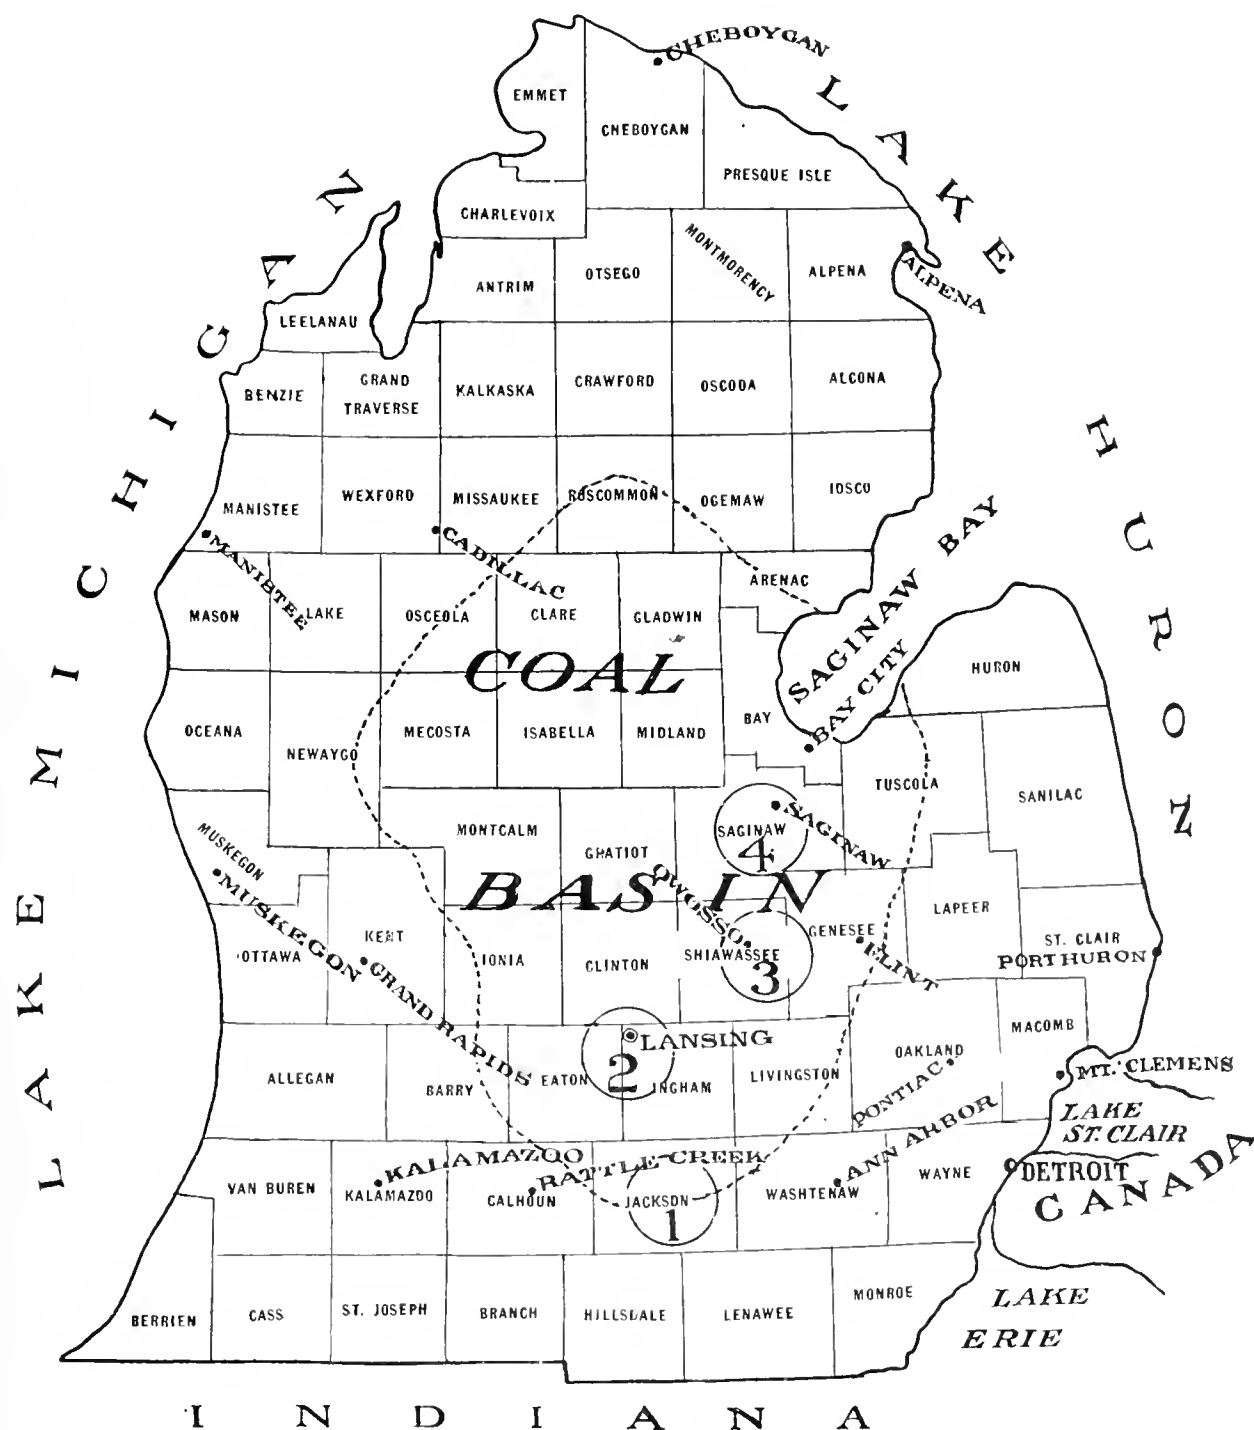 CHEBOYGAN
LAKE HURON
EMMET
CHEBOYGAN
PRESQUE ISLE
CHARLEVOIX
LAKE MICHIGAN
ANTRIM
OTSEGO
MONTMORENCY
ALPENA
ALPENA
LEELANAU
BENZIE
GRAND
TRAVERSE
KALKASKA
CRAWFORD
OSCODA
ALCONA
MANISTEE
WEXFORD
MISSAUKEE
ROSCOMMON
OGEMAW
IOSCO
MANISTEE
CADILLAC
ARENAC
SAGINAW BAY
MASON
LAKE
OSCEOLA
CLARE
GLADWIN
COAL
BAY CITY
HURON
OCEANA
NEWAYGO
MECOSTA
ISABELLA
MIDLAND
BAY
TUSCOLA
SANILAC
MUSKEGON
MONTCALM
GRATIOT
SAGINAW
SAGINAW
4
BASIN
MUSKEGON
OTTAWA
KENT
GRAND RAPIDS
IONIA
CLINTON
OWOSSO
SHIAWASSEE
3
GENESEE
FLINT
LAPEER
ST. CLAIR
PORT HURON
ALLEGAN
BARRY
EATON
2
LANSING
INGHAM
LIVINGSTON
OAKLAND
PONTIAC
MACOMB
MT. CLEMENS
LAKE
ST. CLAIR
VAN BUREN
KALAMAZOO
KALAMAZOO
BATTLE CREEK
CALHOUN
JACKSON
1
ANN ARBOR
WASHTENAW
WAYNE
DETROIT
CANADA
BERRIEN
CASS
ST. JOSEPH
BRANCH
HILLSDALE
LENAWEE
MONROE
LAKE
ERIE
INDIANA